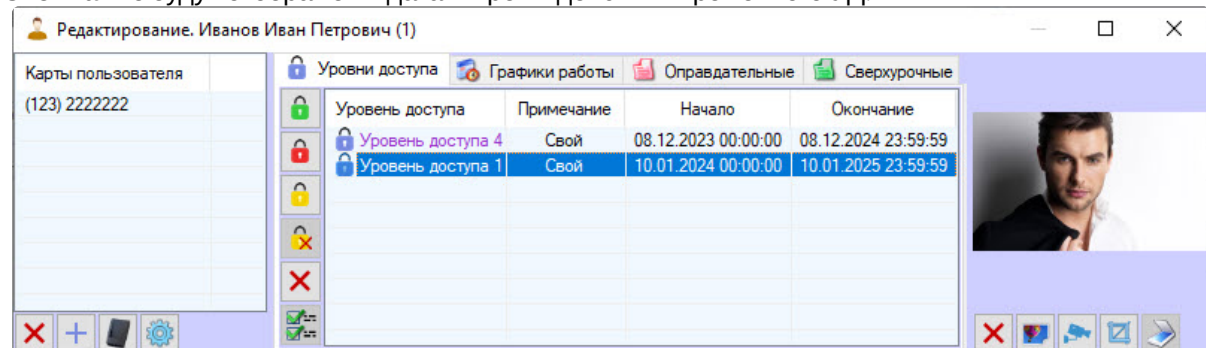 Редактирование. Иванов Иван Петрович (1)
Карты пользователя
(123) 2222222
Уровни доступа Графики работы Оправдательные Сверхурочные
Уровень доступа Примечание Начало Окончание
Уровень доступа 4 Свой 08.12.2023 00:00:00 08.12.2024 23:59:59
Уровень доступа 1 Свой 10.01.2024 00:00:00 10.01.2025 23:59:59